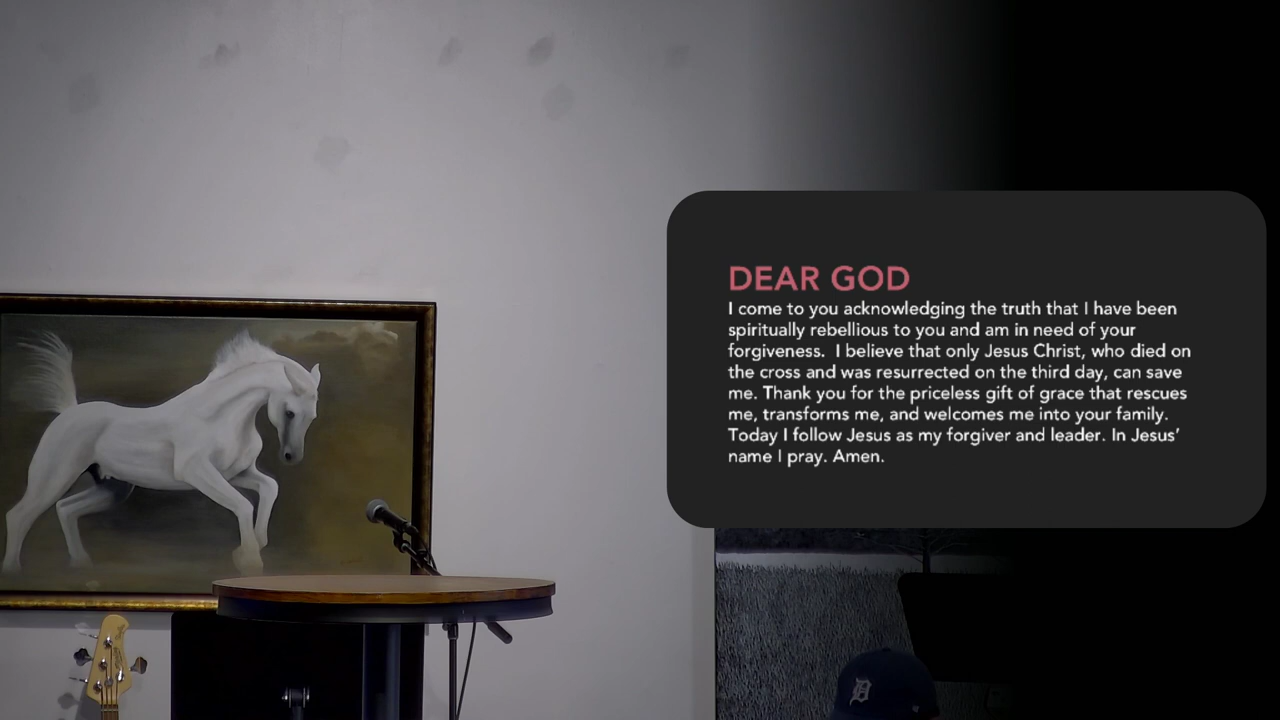 DEAR GOD
I come to you acknowledging the truth that I have been
spiritually rebellious to you and am in need of your
forgiveness.  I believe that only Jesus Christ, who died on
the cross and was resurrected on the third day, can save
me. Thank you for the priceless gift of grace that rescues
me, transforms me, and welcomes me into your family.
Today I follow Jesus as my forgiver and leader. In Jesus’
name I pray. Amen.
D